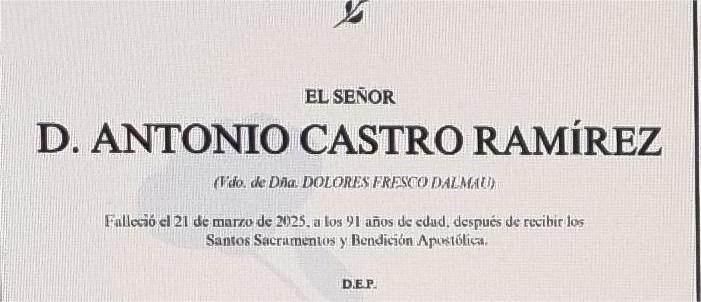 EL SEÑOR
D. ANTONIO CASTRO RAMÍREZ
(Vdo. de Dña. DOLORES FRESCO DALMAU)
Falleció el 21 de marzo de 2025, a los 91 años de edad, después de recibir los
Santos Sacramentos y Bendición Apostólica.
D.E.P.